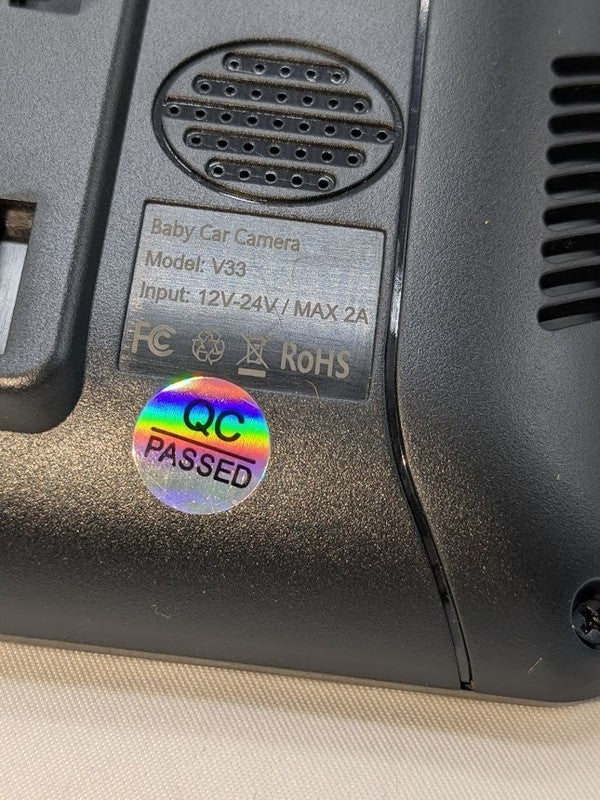 Baby Car Camera
Model: V33
Input: 12V-24V / MAX 2A
FC RoHS
QC
PASSED